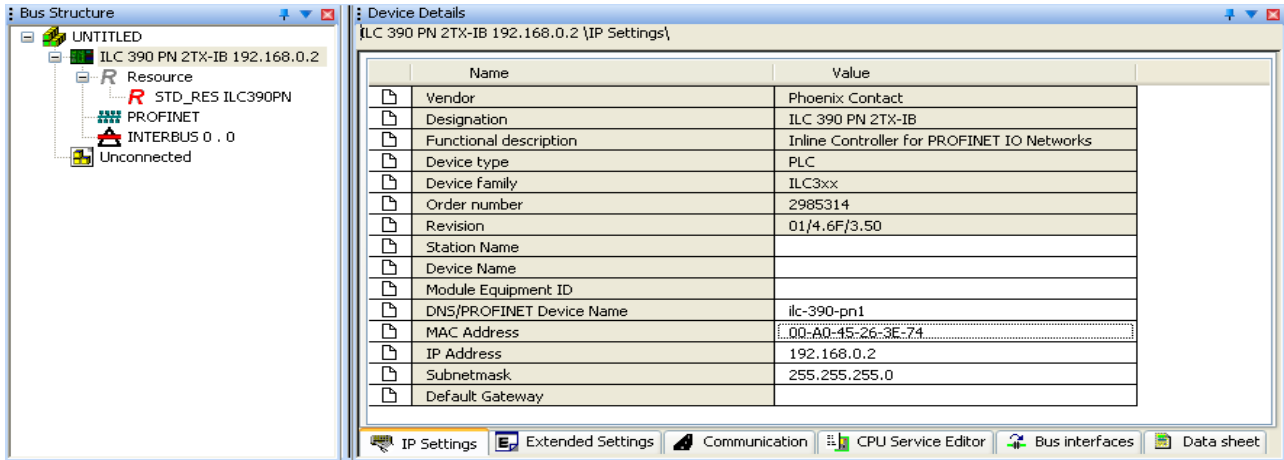 Bus Structure
UNTITLED
ILC 390 PN 2TX-IB 192.168.0.2
R Resource
R STD_RES ILC390PN
PROFINET
INTERBUS 0 . 0
Unconnected
Device Details
ILC 390 PN 2TX-IB 192.168.0.2 \IP Settings\
Name Value
Vendor Phoenix Contact
Designation ILC 390 PN 2TX-IB
Functional description Inline Controller for PROFINET IO Networks
Device type PLC
Device family ILC3xx
Order number 2985314
Revision 01/4.6F/3.50
Station Name
Device Name
Module Equipment ID
DNS/PROFINET Device Name ilc-390-pn1
MAC Address 00-A0-45-26-3E-74
IP Address 192.168.0.2
Subnetmask 255.255.255.0
Default Gateway
IP Settings E Extended Settings Communication CPU Service Editor Bus interfaces Data sheet